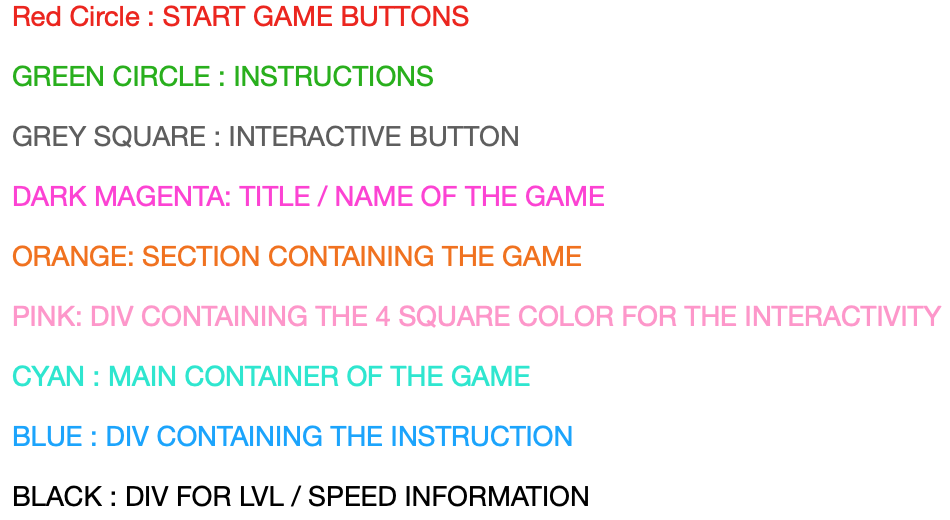 Red Circle : START GAME BUTTONS
GREEN CIRCLE : INSTRUCTIONS
GREY SQUARE : INTERACTIVE BUTTON
DARK MAGENTA: TITLE / NAME OF THE GAME
ORANGE: SECTION CONTAINING THE GAME
PINK: DIV CONTAINING THE 4 SQUARE COLOR FOR THE INTERACTIVITY
CYAN : MAIN CONTAINER OF THE GAME
BLUE : DIV CONTAINING THE INSTRUCTION
BLACK : DIV FOR LVL / SPEED INFORMATION